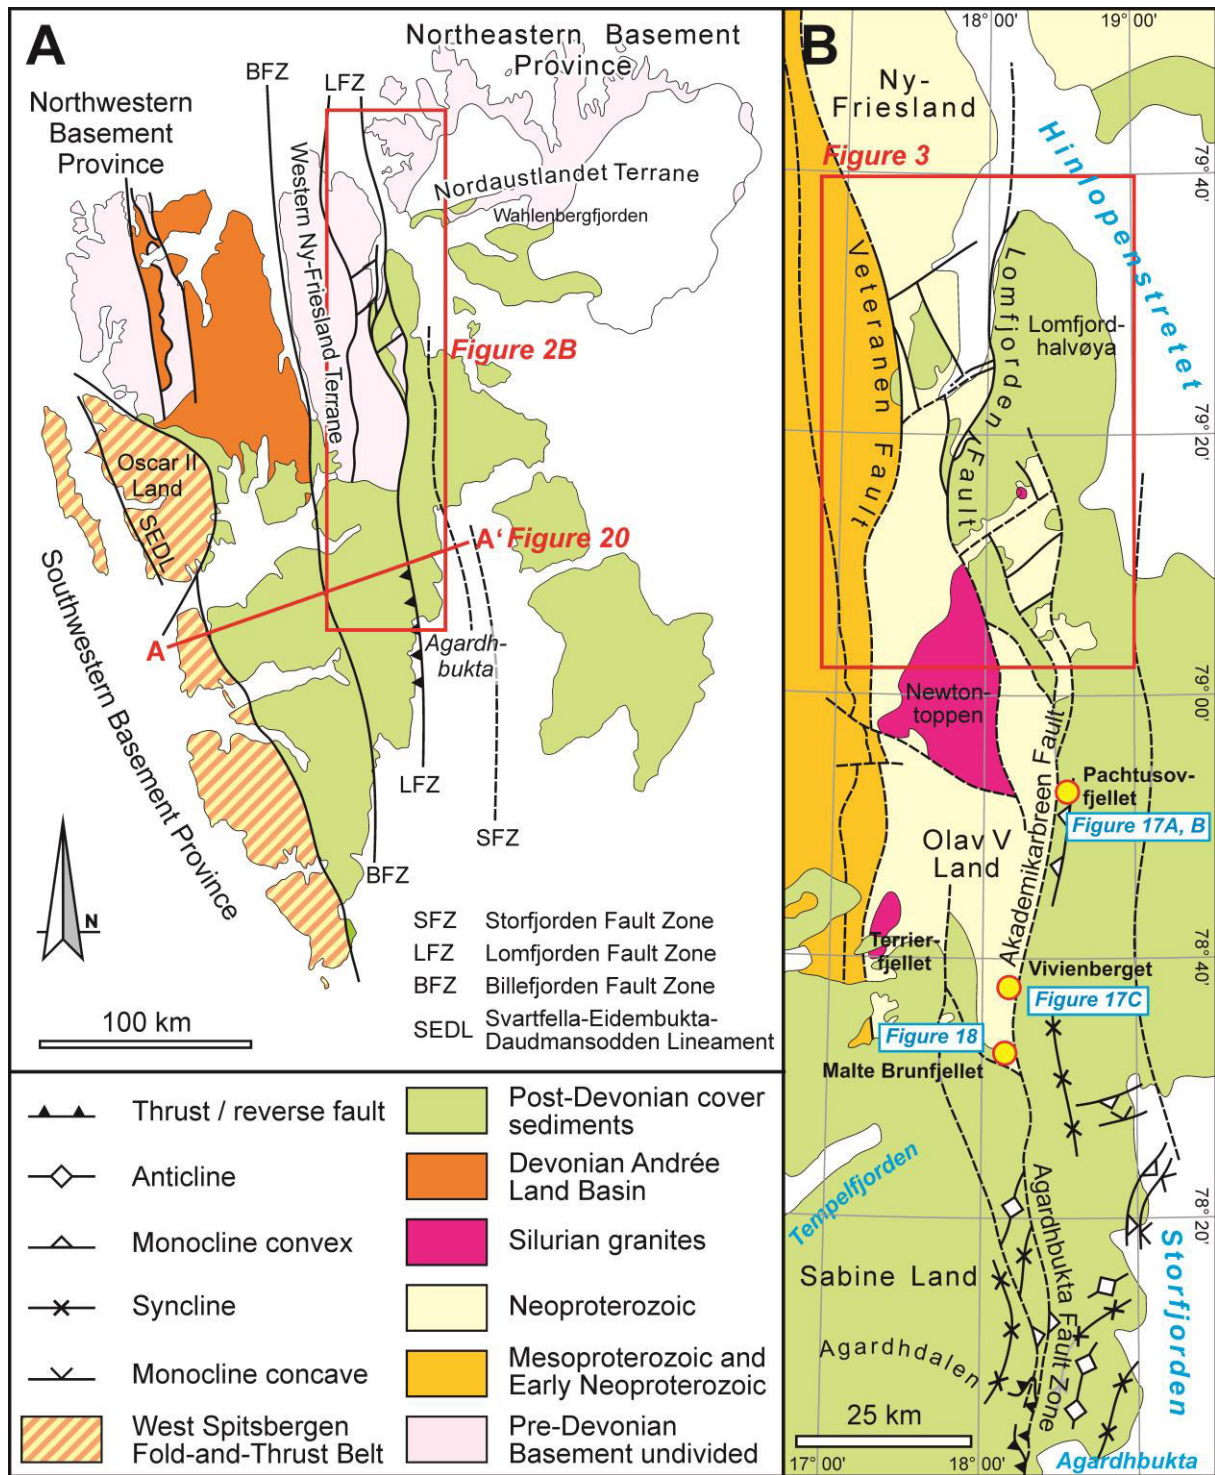 A
Northeastern Basement
Province
BFZ
LFZ
Northwestern
Basement
Province
Western Ny-Friesland Terrane
Nordaustlandet Terrane
Wahlenbergfjorden
Figure 2B
Oscar II
Land
SEDL
A' Figure 20
A
Agardh-
bukta
Southwestern Basement Province
LFZ
SFZ
BFZ
N
100 km
SFZ Storfjorden Fault Zone
LFZ Lomfjorden Fault Zone
BFZ Billefjorden Fault Zone
SEDL Svartfella-Eidembukta-
Daudmansodden Lineament
Thrust / reverse fault
Anticline
Monocline convex
Syncline
Monocline concave
West Spitsbergen
Fold-and-Thrust Belt
Post-Devonian cover
sediments
Devonian Andrée
Land Basin
Silurian granites
Neoproterozoic
Mesoproterozoic and
Early Neoproterozoic
Pre-Devonian
Basement undivided
B
18° 00'
19° 00'
Ny-
Friesland
Hinlopenstretet
79° 40'
Figure 3
Veteranen Fault
Lomfjorden Fault
Lomfjord-
halvøya
79° 20'
Newton-
toppen
79° 00'
Akademikarbreen Fault
Pachtusov-
fjellet
Figure 17A, B
Olav V
Land
Terrier-
fjellet
78° 40'
Vivienberget
Figure 17C
Figure 18
Malte Brunfjellet
Tempelfjorden
Agardhbukta Fault Zone
78° 20'
Storfjorden
Sabine Land
Agardhdalen
25 km
17° 00'
18° 00'
Agardhbukta